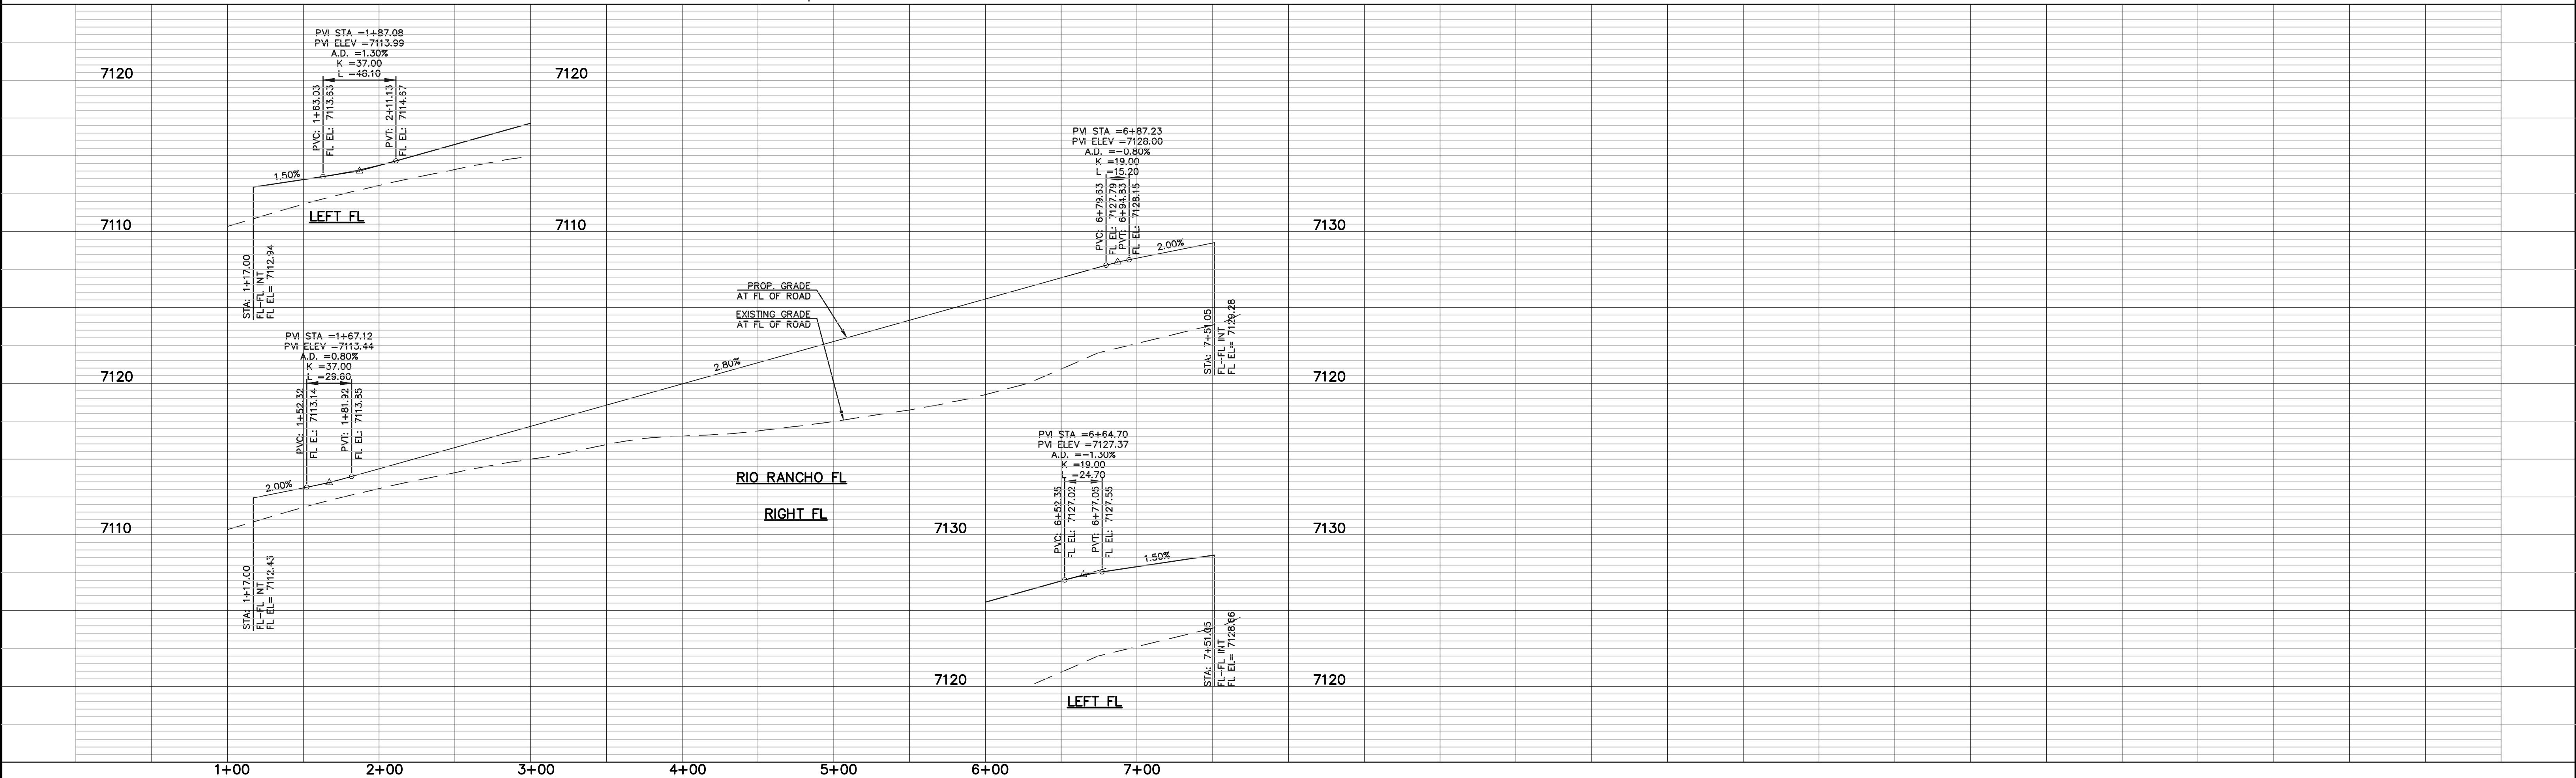 PVI STA =1+87.08
PVI ELEV =7113.99
A.D. =1.30%
K =37.00
L =48.10
7120
7120
PVC: 1+63.03
FL EL: 7113.63
PVT: 2+11.13
FL EL: 7114.67
1.50%
LEFT FL
7110
7110
STA: 1+17.00
FL-FL INT
FL EL= 7112.94
PVI STA =6+87.23
PVI ELEV =7128.00
A.D. =-0.80%
K =19.00
L =15.20
PVC: 6+79.63
FL EL: 7127.79
PVT: 6+94.83
FL EL: 7128.15
2.00%
7130
PROP. GRADE
AT FL OF ROAD
EXISTING GRADE
AT FL OF ROAD
STA: 7+51.05
FL-FL INT
FL EL= 7129.28
PVI STA =1+67.12
PVI ELEV =7113.44
A.D. =0.80%
K =37.00
L =29.60
7120
2.80%
7120
PVC: 1+52.32
FL EL: 7113.14
PVT: 1+81.92
FL EL: 7113.85
2.00%
RIO RANCHO FL
RIGHT FL
7110
STA: 1+17.00
FL-FL INT
FL EL= 7112.43
PVI STA =6+64.70
PVI ELEV =7127.37
A.D. =-1.30%
K =19.00
L =24.70
PVC: 6+52.35
FL EL: 7127.02
PVT: 6+77.05
FL EL: 7127.55
7130
7130
1.50%
STA: 7+51.05
FL-FL INT
FL EL= 7128.66
7120
7120
LEFT FL
1+00
2+00
3+00
4+00
5+00
6+00
7+00